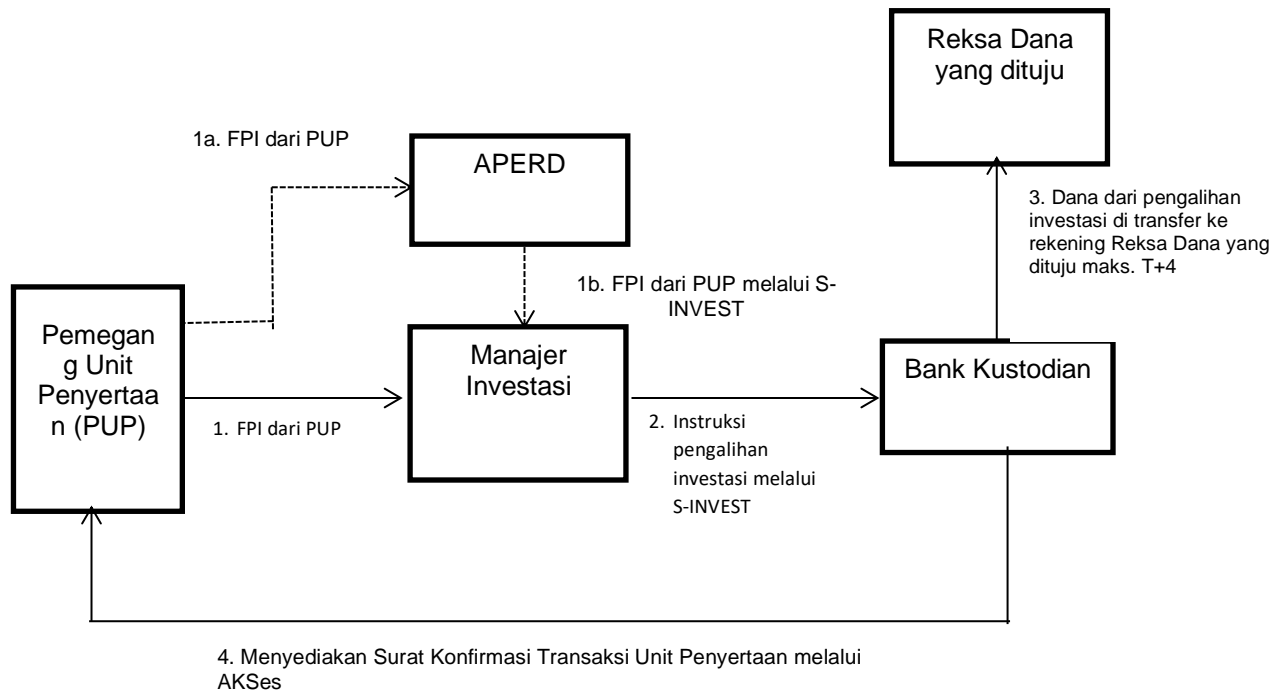 Reksa Dana
yang dituju
1a. FPI dari PUP
APERD
3. Dana dari pengalihan
investasi di transfer ke
rekening Reksa Dana yang
dituju maks. T+4
1b. FPI dari PUP melalui S-
INVEST
Pemegan
g Unit
Penyertaa
n (PUP)
Manajer
Investasi
Bank Kustodian
1. FPI dari PUP
2. Instruksi
pengalihan
investasi melalui
S-INVEST
4. Menyediakan Surat Konfirmasi Transaksi Unit Penyertaan melalui
AKSes